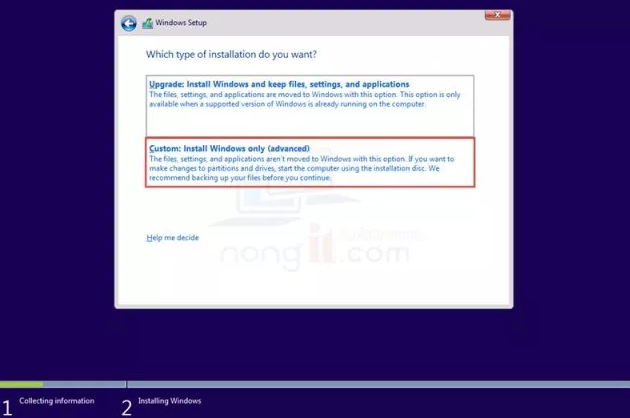 Windows Setup
Which type of installation do you want?
Upgrade: Install Windows and keep files, settings, and applications
The files, settings, and applications are moved to Windows with this option. This option is only
available when a supported version of Windows is already running on the computer.
Custom: Install Windows only (advanced)
The files, settings, and applications aren't moved to Windows with this option. If you want to
make changes to partitions and drives, start the computer using the installation disc. We
recommend backing up your files before you continue.
Help me decide
nongit.com
1 Collecting information
2 Installing Windows